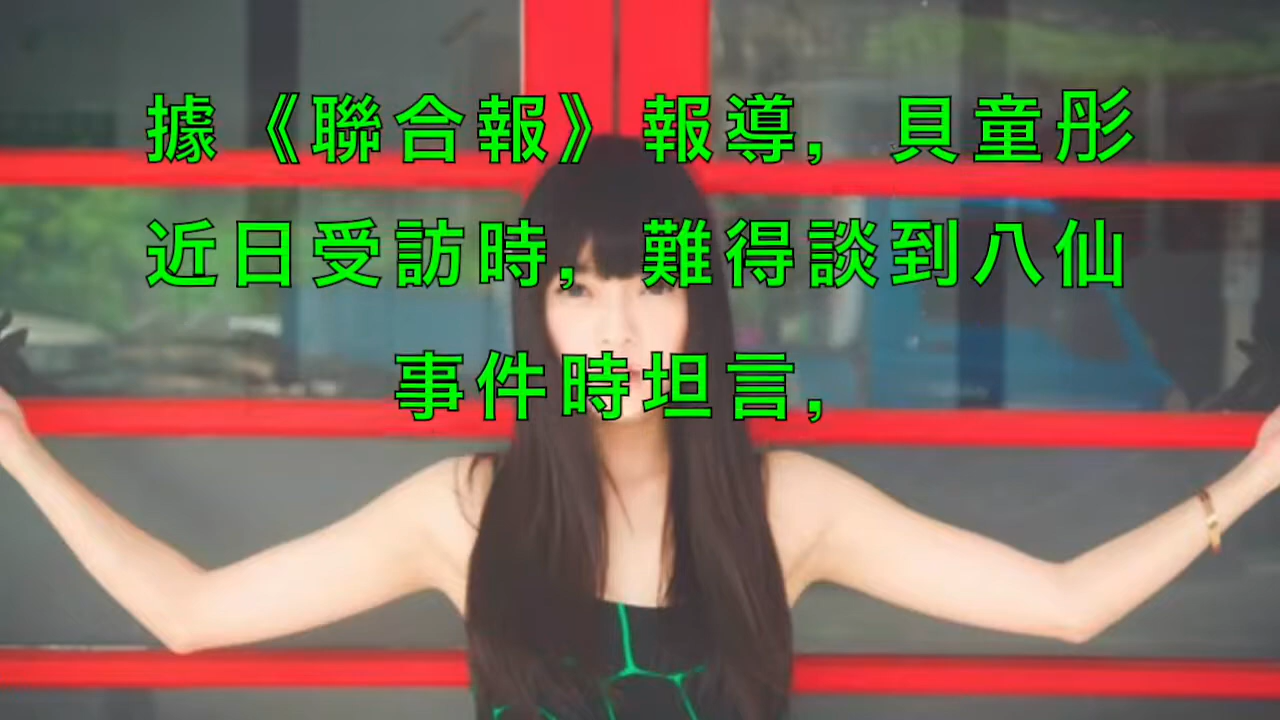 據《聯合報》報導，貝童彤
近日受訪時，難得談到八仙
事件時坦言，